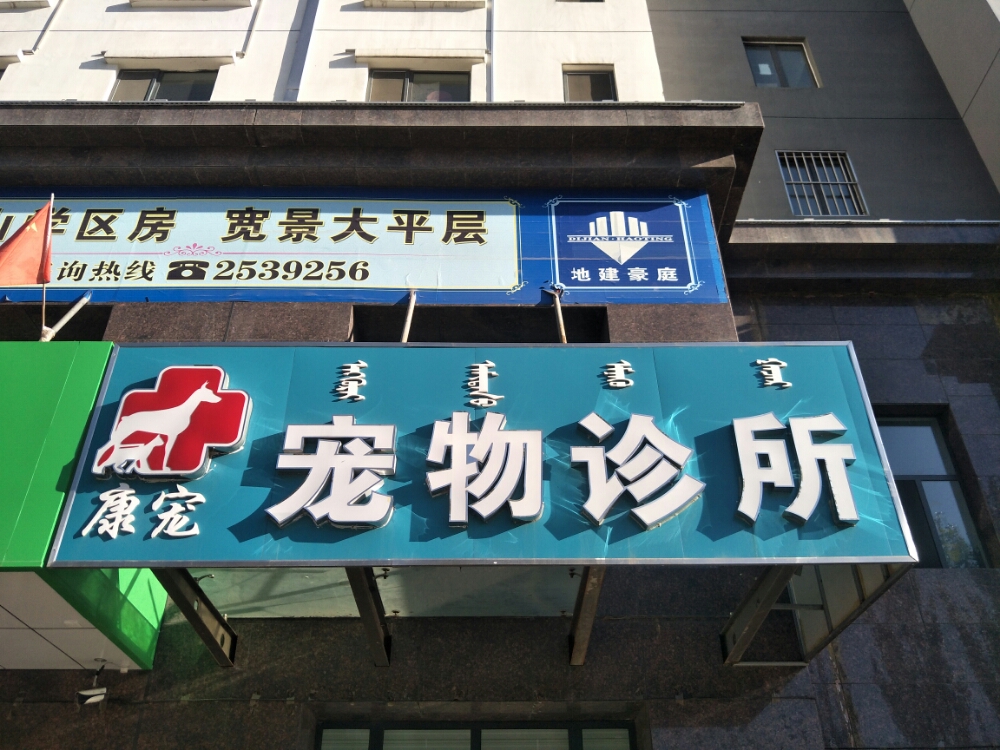 学区房 宽景大平层
询热线☎2539256
DIJIAN·HAOTING
地建豪庭
康宠
宠物诊所